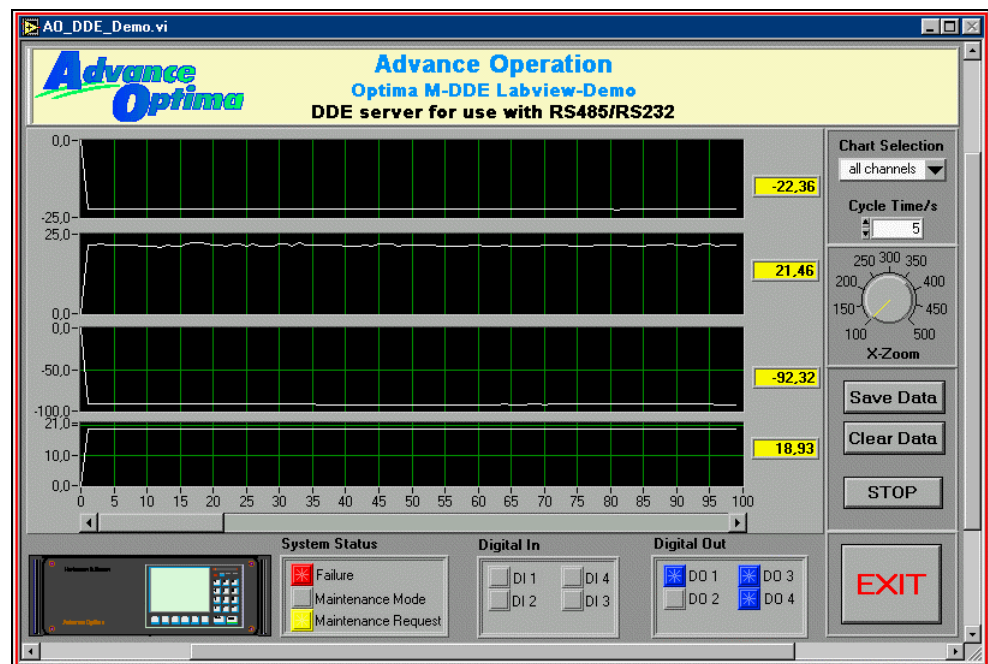 AO_DDE_Demo.vi
Advance
Optima
Advance Operation
Optima M-DDE Labview-Demo
DDE server for use with RS485/RS232
0,0
-25,0
-22,36
25,0
0,0
21,46
0,0
-50,0
-100,0
-92,32
21,0
10,0
0,0
18,93
0 5 10 15 20 25 30 35 40 45 50 55 60 65 70 75 80 85 90 95 100
Chart Selection
all channels
Cycle Time/s
5
250 300 350
200 400
150 450
100 500
X-Zoom
Save Data
Clear Data
STOP
System Status
Failure
Maintenance Mode
Maintenance Request
Digital In
DI 1 DI 4
DI 2 DI 3
Digital Out
DO 1 DO 3
DO 2 DO 4
EXIT